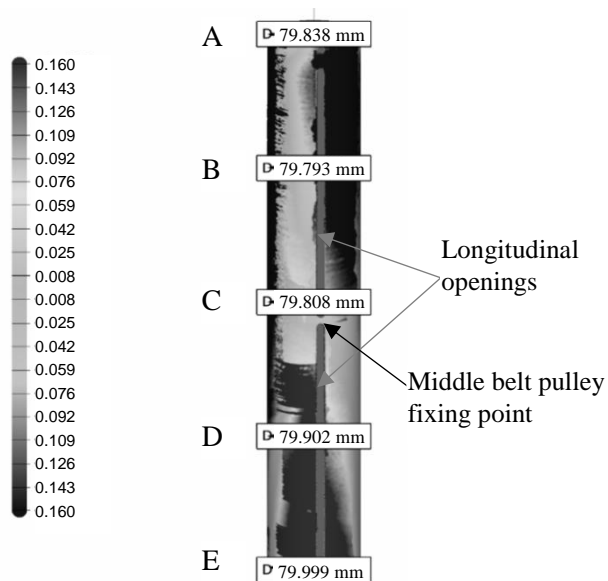 A
D 79.838 mm
0.160
0.143
0.126
0.109
0.092
0.076
0.059
0.042
0.025
0.008
0.008
0.025
0.042
0.059
0.076
0.092
0.109
0.126
0.143
0.160
B
D 79.793 mm
Longitudinal
openings
C
D 79.808 mm
Middle belt pulley
fixing point
D
D 79.902 mm
E
D 79.999 mm